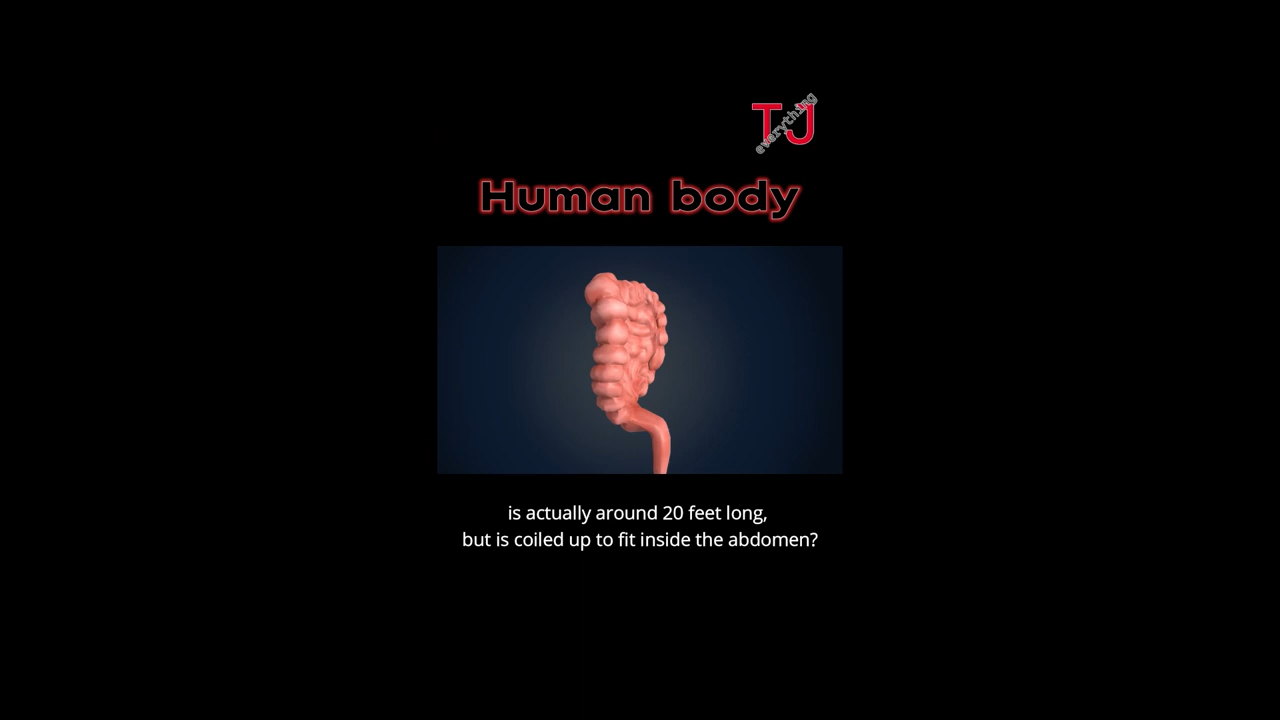 TJ
everything
Human body
is actually around 20 feet long,
but is coiled up to fit inside the abdomen?